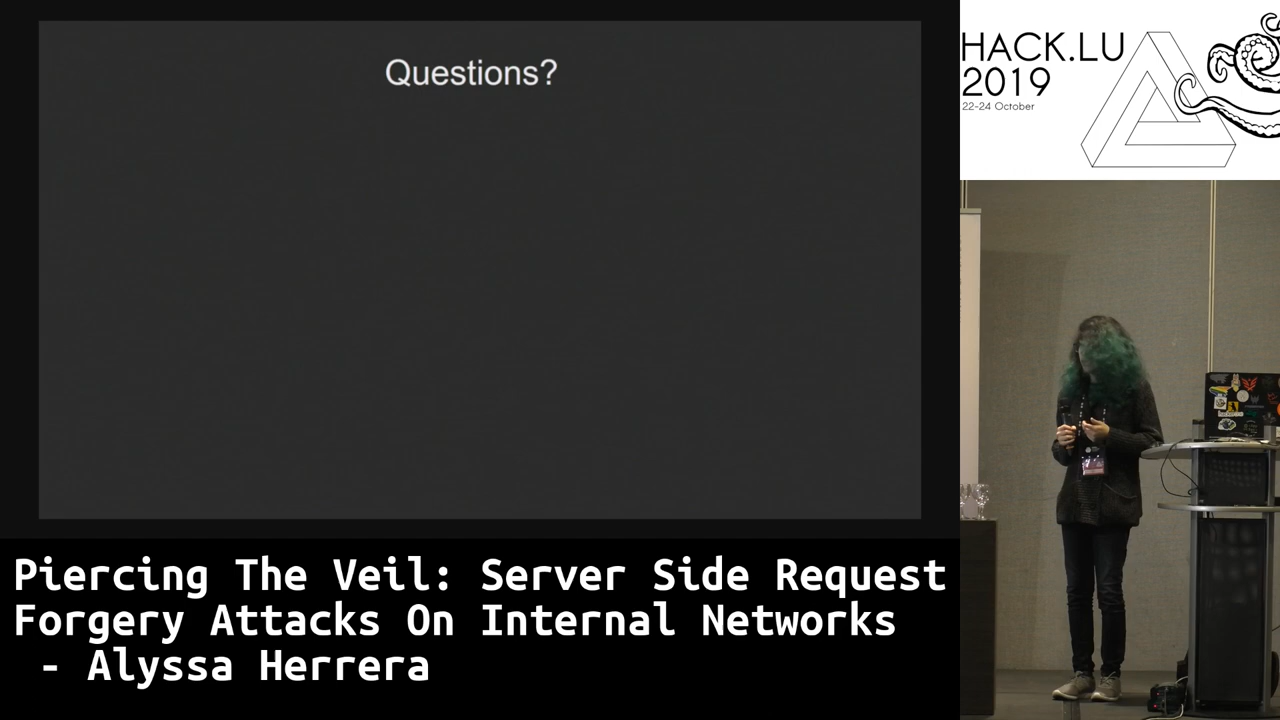 Questions?
HACK.LU
2019
22-24 October
Piercing The Veil: Server Side Request
Forgery Attacks On Internal Networks
- Alyssa Herrera